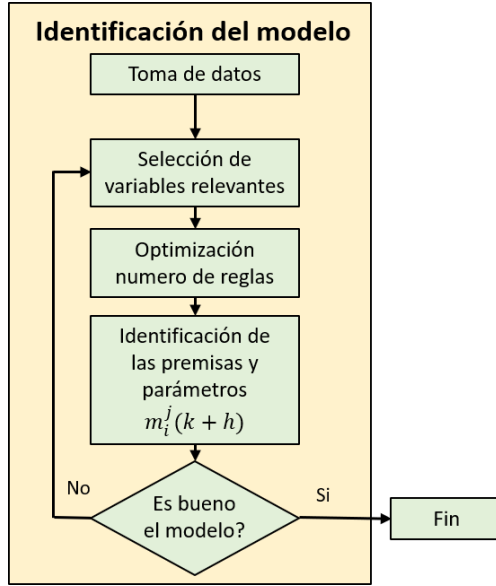 Identificación del modelo
Toma de datos
Selección de
variables relevantes
Optimización
numero de reglas
Identificación de
las premisas y
parámetros
$m_i^j(k+h)$
Es bueno
el modelo?
No
Si
Fin